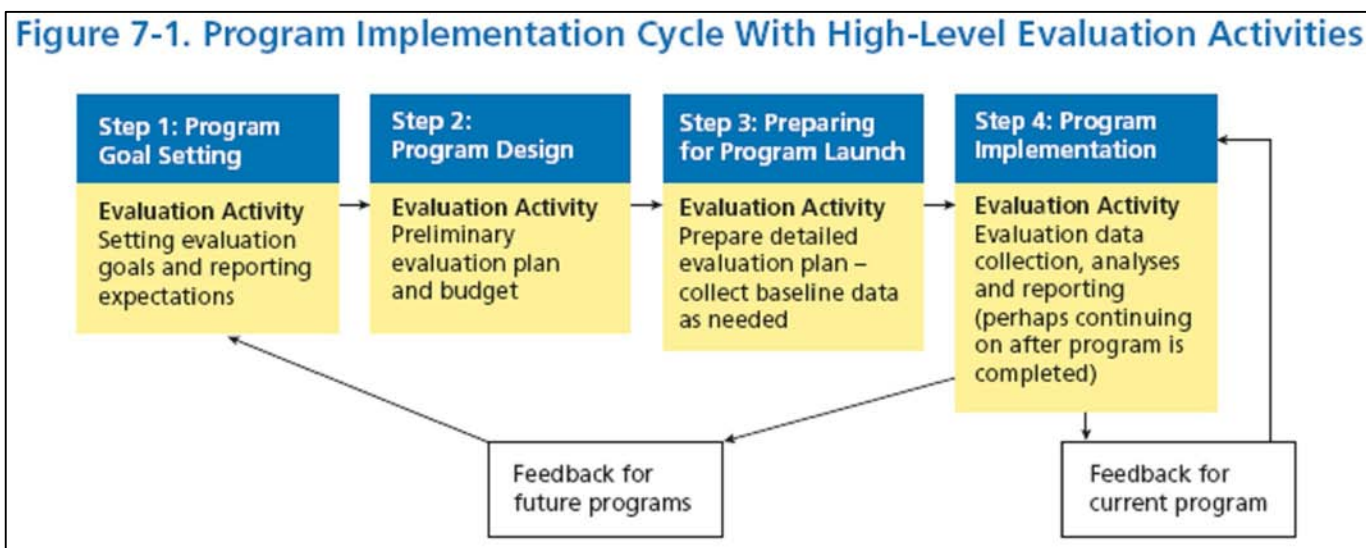 Figure 7-1. Program Implementation Cycle With High-Level Evaluation Activities
Step 1: Program
Goal Setting
Evaluation Activity
Setting evaluation
goals and reporting
expectations
Step 2:
Program Design
Evaluation Activity
Preliminary
evaluation plan
and budget
Step 3: Preparing
for Program Launch
Evaluation Activity
Prepare detailed
evaluation plan –
collect baseline data
as needed
Step 4: Program
Implementation
Evaluation Activity
Evaluation data
collection, analyses
and reporting
(perhaps continuing
on after program is
completed)
Feedback for
future programs
Feedback for
current program